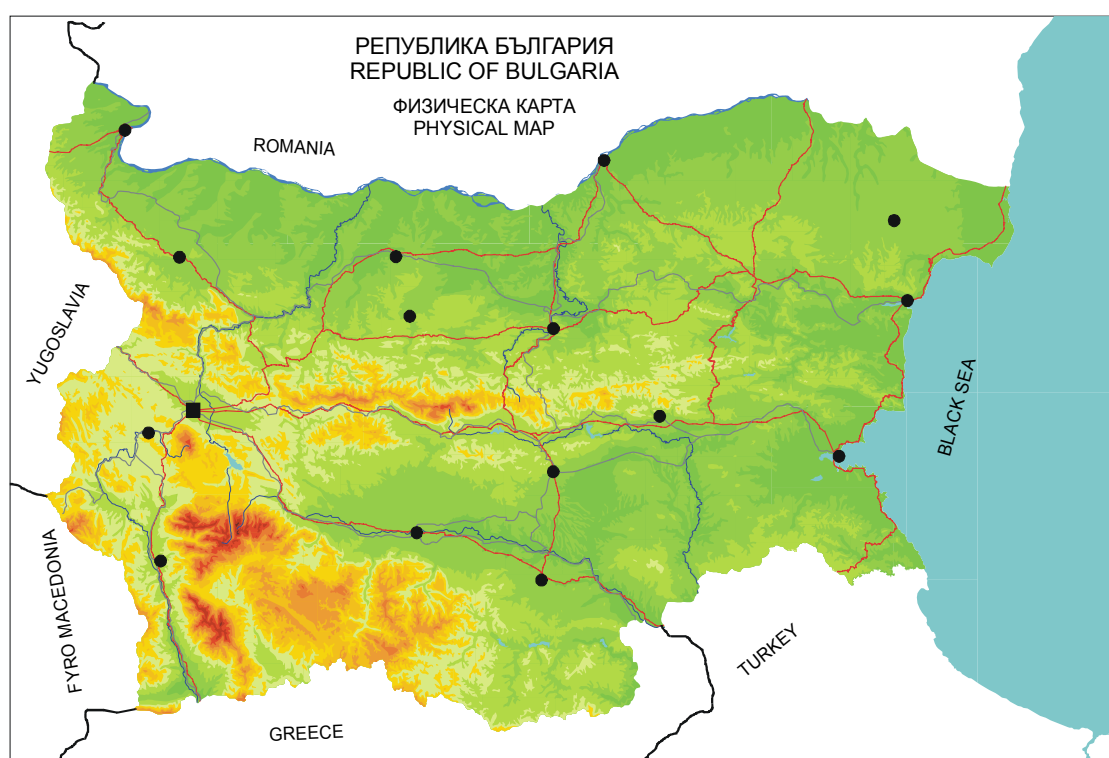 РЕПУБЛИКА БЪЛГАРИЯ
REPUBLIC OF BULGARIA
ФИЗИЧЕСКА КАРТА
PHYSICAL MAP
ROMANIA
YUGOSLAVIA
BLACK SEA
FYRO MACEDONIA
TURKEY
GREECE